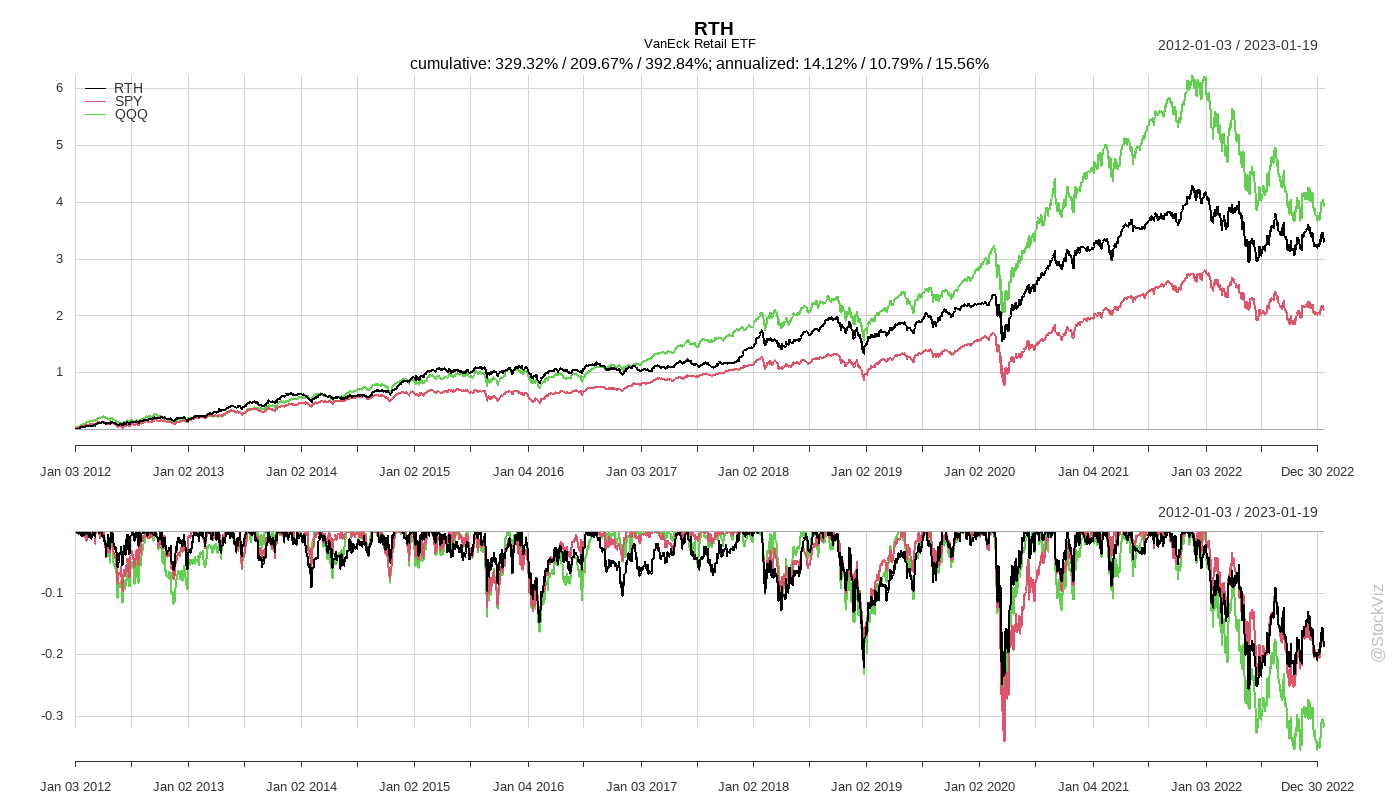 RTH
VanEck Retail ETF
2012-01-03 / 2023-01-19
cumulative: 329.32% / 209.67% / 392.84%; annualized: 14.12% / 10.79% / 15.56%
RTH
SPY
QQQ
6
5
4
3
2
1
Jan 03 2012 Jan 02 2013 Jan 02 2014 Jan 02 2015 Jan 04 2016 Jan 03 2017 Jan 02 2018 Jan 02 2019 Jan 02 2020 Jan 04 2021 Jan 03 2022 Dec 30 2022
2012-01-03 / 2023-01-19
-0.1
-0.2
-0.3
Jan 03 2012 Jan 02 2013 Jan 02 2014 Jan 02 2015 Jan 04 2016 Jan 03 2017 Jan 02 2018 Jan 02 2019 Jan 02 2020 Jan 04 2021 Jan 03 2022 Dec 30 2022
@StockViz